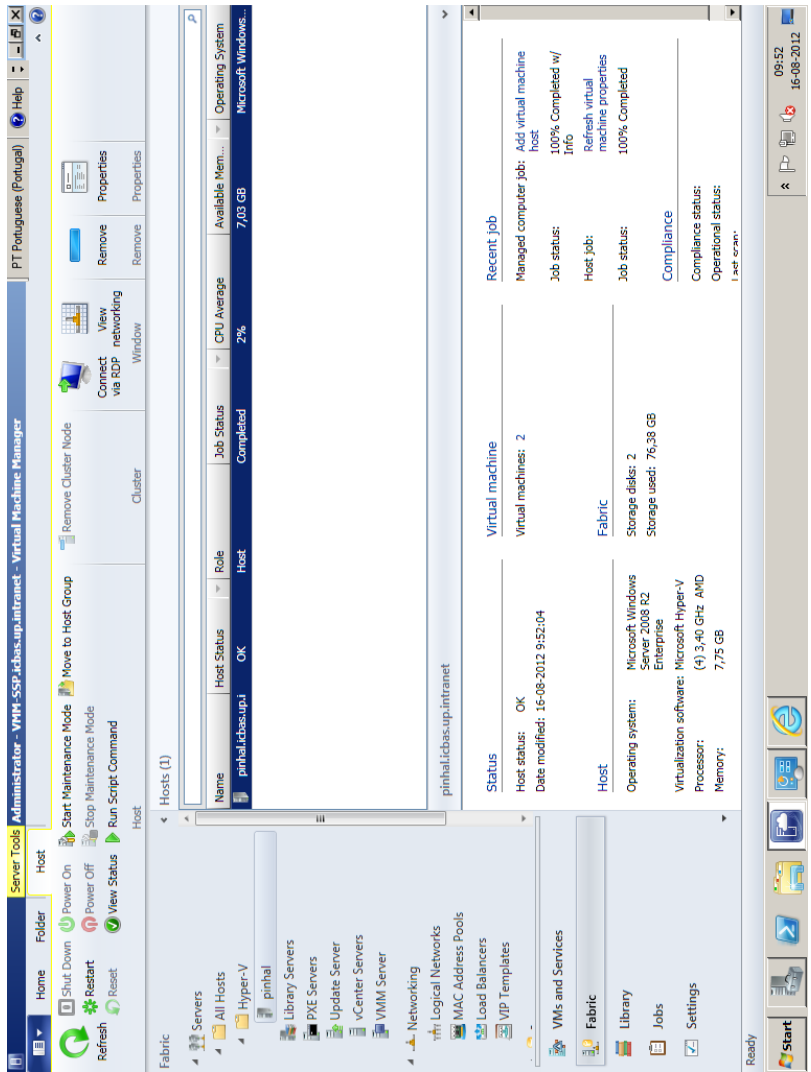 Server Tools
Administrator - VMM-SSP.icbas.up.intranet - Virtual Machine Manager
PT Portuguese (Portugal)
Help
Home
Folder
Host
Refresh
Shut Down
Power On
Start Maintenance Mode
Move to Host Group
Remove Cluster Node
Restart
Power Off
Stop Maintenance Mode
Reset
View Status
Run Script Command
Connect via RDP
View networking
Remove
Properties
Host
Cluster
Window
Remove
Properties
Fabric
Servers
All Hosts
Hyper-V
pinhal
Library Servers
PXE Servers
Update Server
vCenter Servers
VMM Server
Networking
Logical Networks
MAC Address Pools
Load Balancers
VIP Templates
VMs and Services
Fabric
Library
Jobs
Settings
Hosts (1)
Name
Host Status
Role
Job Status
CPU Average
Available Mem...
Operating System
pinhal.icbas.up.i
OK
Host
Completed
2%
7,03 GB
Microsoft Windows...
pinhal.icbas.up.intranet
Status
Host status: OK
Date modified: 16-08-2012 9:52:04
Host
Operating system: Microsoft Windows
Server 2008 R2
Enterprise
Virtualization software: Microsoft Hyper-V
Processor: (4) 3,40 GHz AMD
Memory: 7,75 GB
Virtual machine
Virtual machines: 2
Fabric
Storage disks: 2
Storage used: 76,38 GB
Recent job
Managed computer job: Add virtual machine
host
Job status: 100% Completed w/
Info
Host job: Refresh virtual
machine properties
Job status: 100% Completed
Compliance
Compliance status:
Operational status:
Last scan:
Ready
Start
09:52
16-08-2012